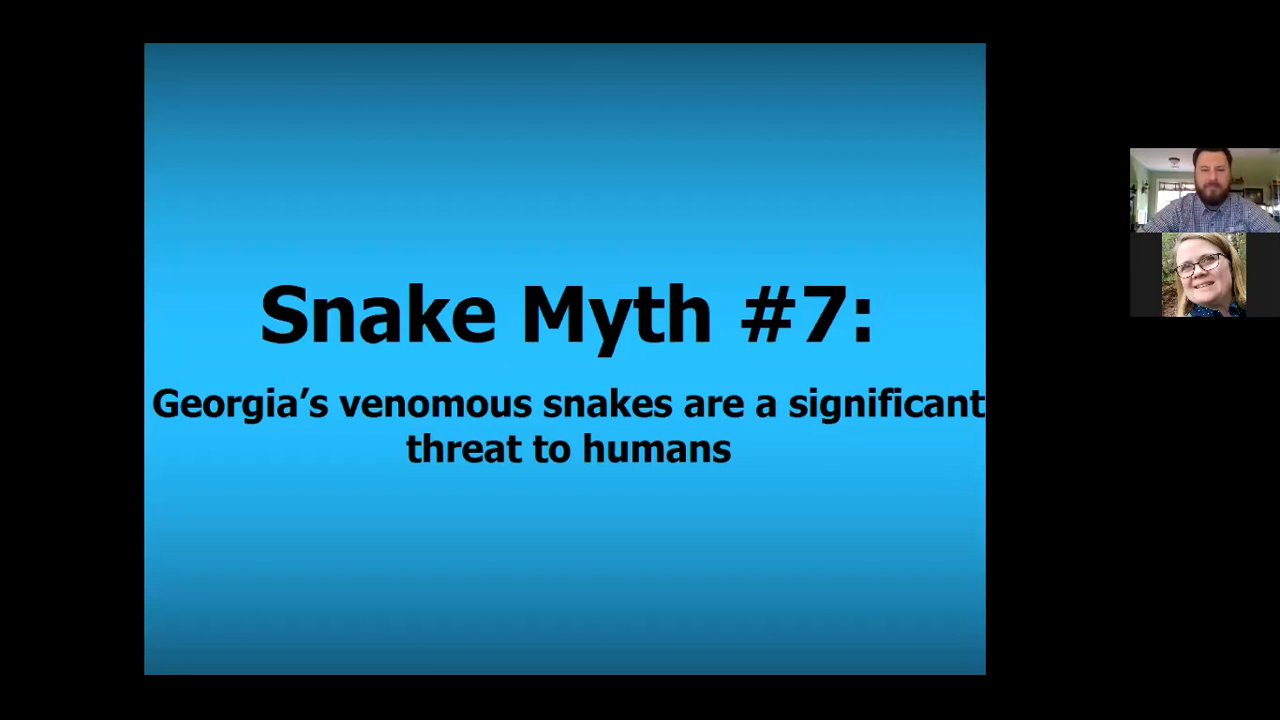 Snake Myth #7:
Georgia’s venomous snakes are a significant
threat to humans